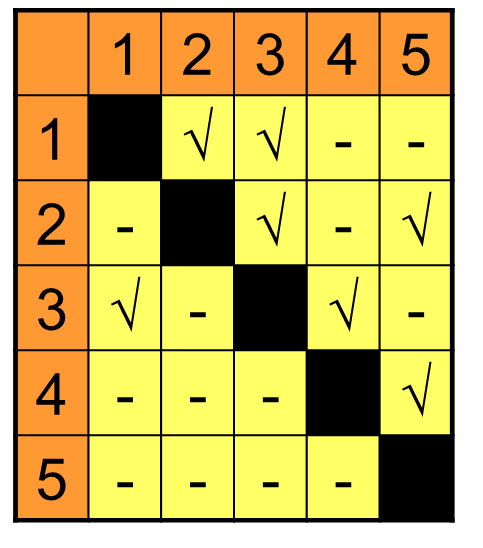 1 2 3 4 5
1 √ √ - -
2 - √ - √
3 √ - √ -
4 - - - √
5 - - - -